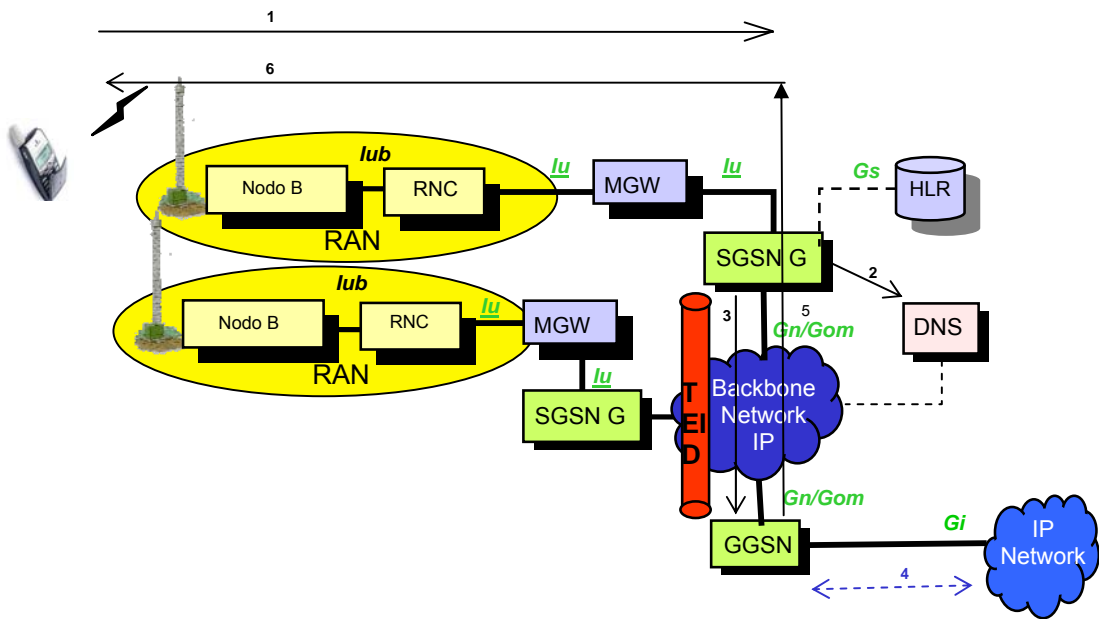 1
6
Iub
Nodo B
RNC
RAN
Iu
MGW
Iu
Gs
HLR
SGSN G
2
DNS
Iub
Nodo B
RNC
RAN
Iu
MGW
Iu
SGSN G
3
5
Gn/Gom
T
EI
D
Backbone
Network
IP
Gn/Gom
GGSN
Gi
4
IP
Network